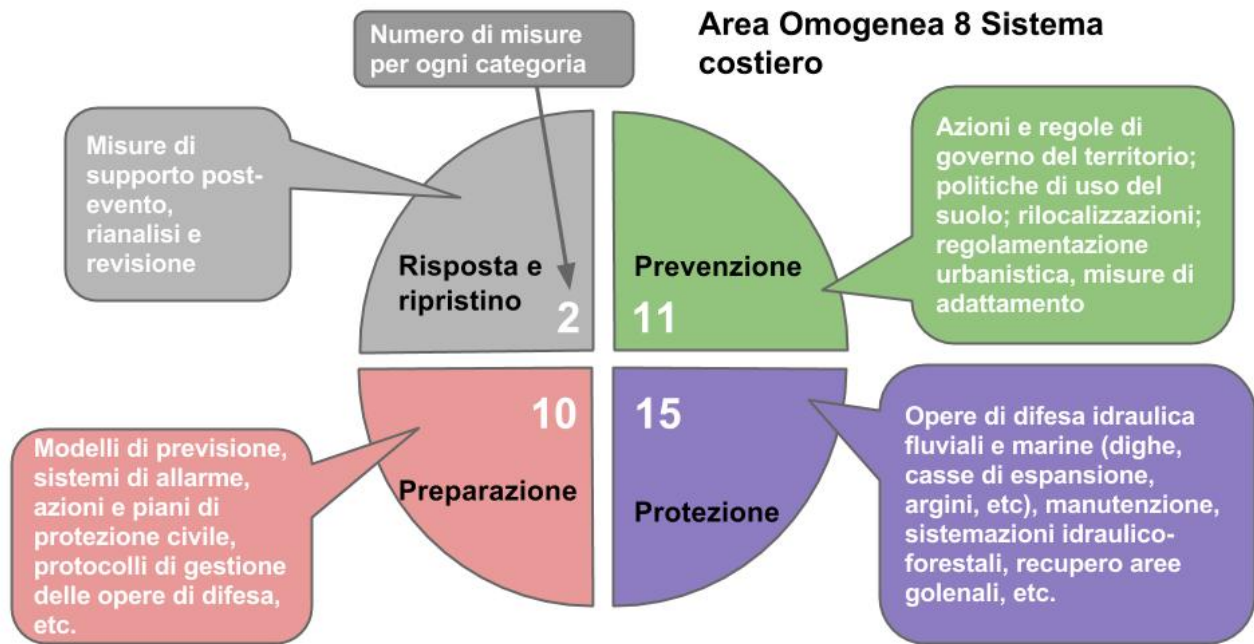 Area Omogenea 8 Sistema
costiero
Numero di misure
per ogni categoria
Misure di
supporto post-
evento,
rianalisi e
revisione
Risposta e
ripristino
2
Prevenzione
11
Azioni e regole di
governo del territorio;
politiche di uso del
suolo; rilocalizzazioni;
regolamentazione
urbanistica, misure di
adattamento
10
Preparazione
Modelli di previsione,
sistemi di allarme,
azioni e piani di
protezione civile,
protocolli di gestione
delle opere di difesa,
etc.
15
Protezione
Opere di difesa idraulica
fluviali e marine (dighe,
casse di espansione,
argini, etc), manutenzione,
sistemazioni idraulico-
forestali, recupero aree
golenali, etc.